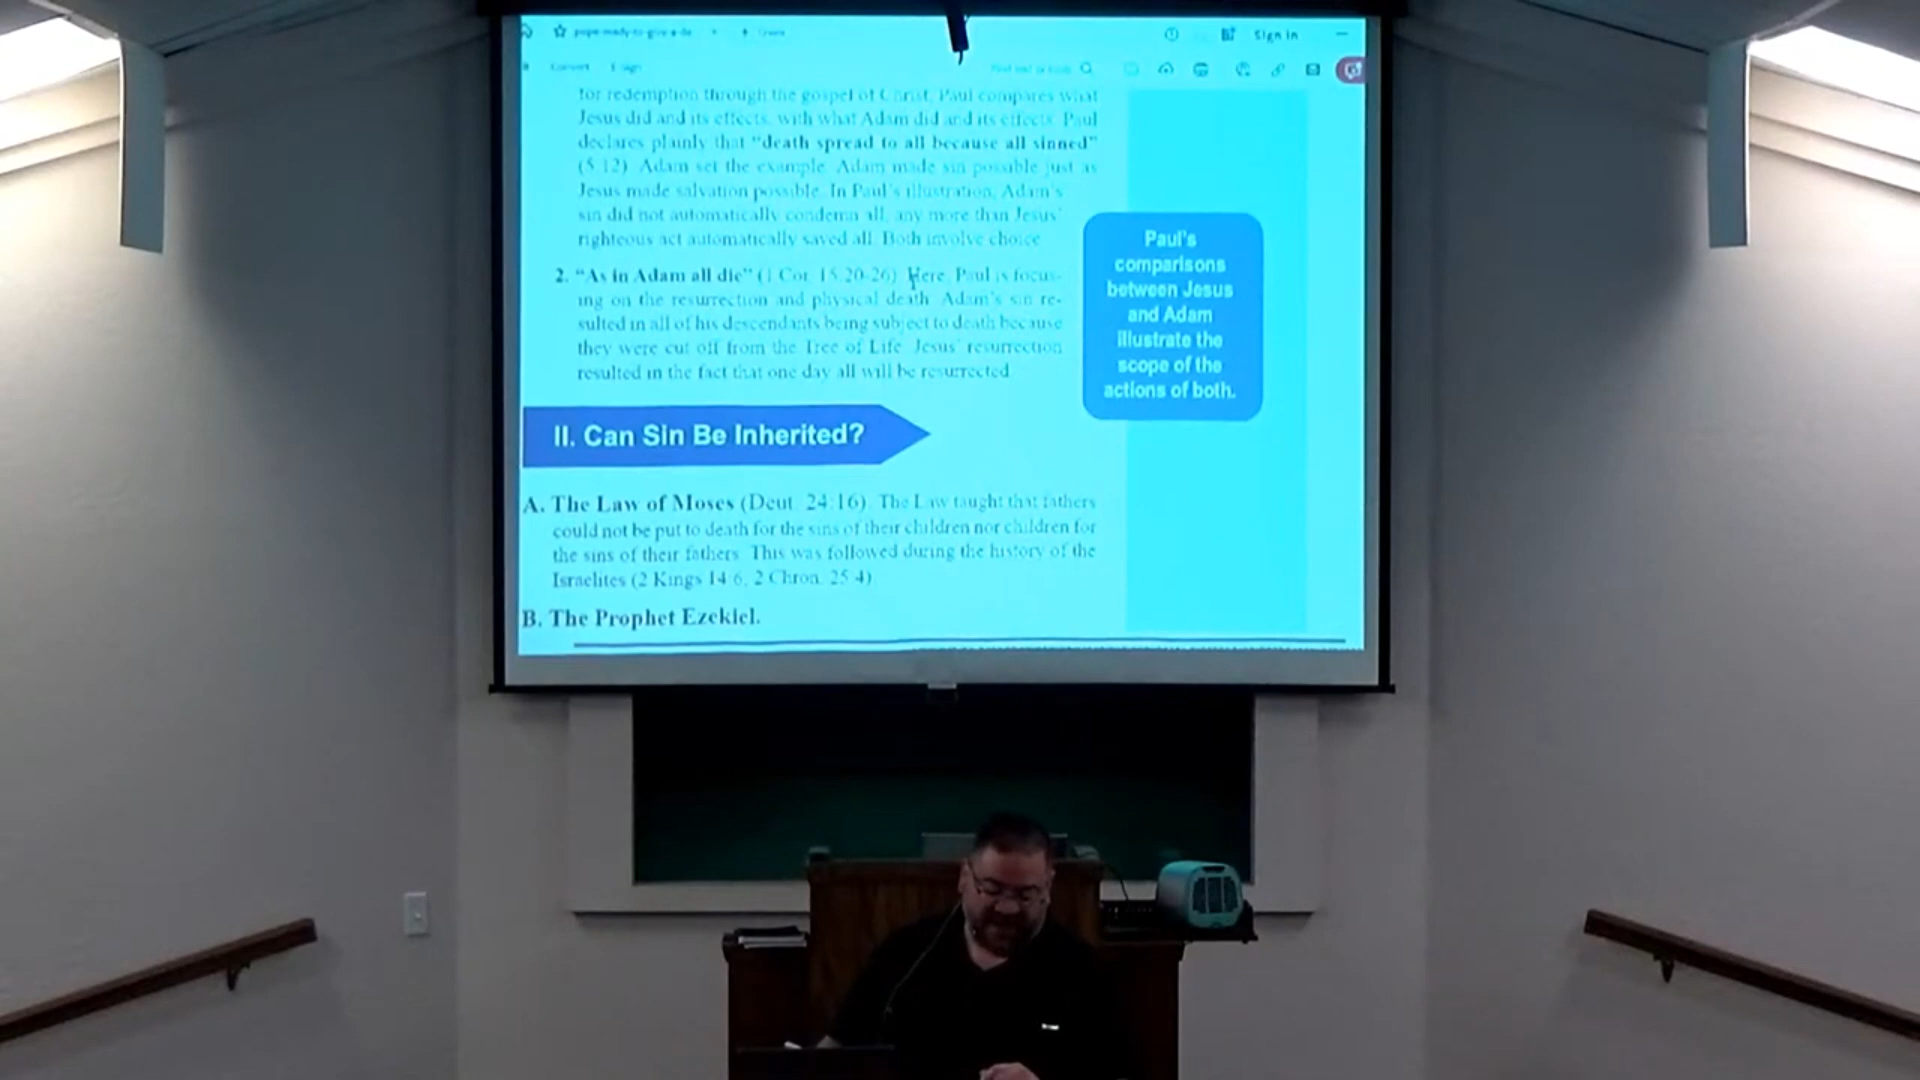 Sign in
Convert
for redemption through the gospel of Christ, Paul compares what
Jesus did and its effects, with what Adam did and its effects. Paul
declares plainly that "death spread to all because all sinned"
(5:12). Adam set the example. Adam made sin possible just as
Jesus made salvation possible. In Paul's illustration, Adam's
sin did not automatically condemn all, any more than Jesus'
righteous act automatically saved all. Both involve choice.
2. "As in Adam all die" (1 Cor. 15:20-26). Here, Paul is focus-
ing on the resurrection and physical death. Adam's sin re-
sulted in all of his descendants being subject to death because
they were cut off from the Tree of Life. Jesus' resurrection
resulted in the fact that one day all will be resurrected.
Paul's
comparisons
between Jesus
and Adam
illustrate the
scope of the
actions of both.
II. Can Sin Be Inherited?
A. The Law of Moses (Deut. 24:16). The Law taught that fathers
could not be put to death for the sins of their children nor children for
the sins of their fathers. This was followed during the history of the
Israelites (2 Kings 14:6; 2 Chron. 25:4).
B. The Prophet Ezekiel.